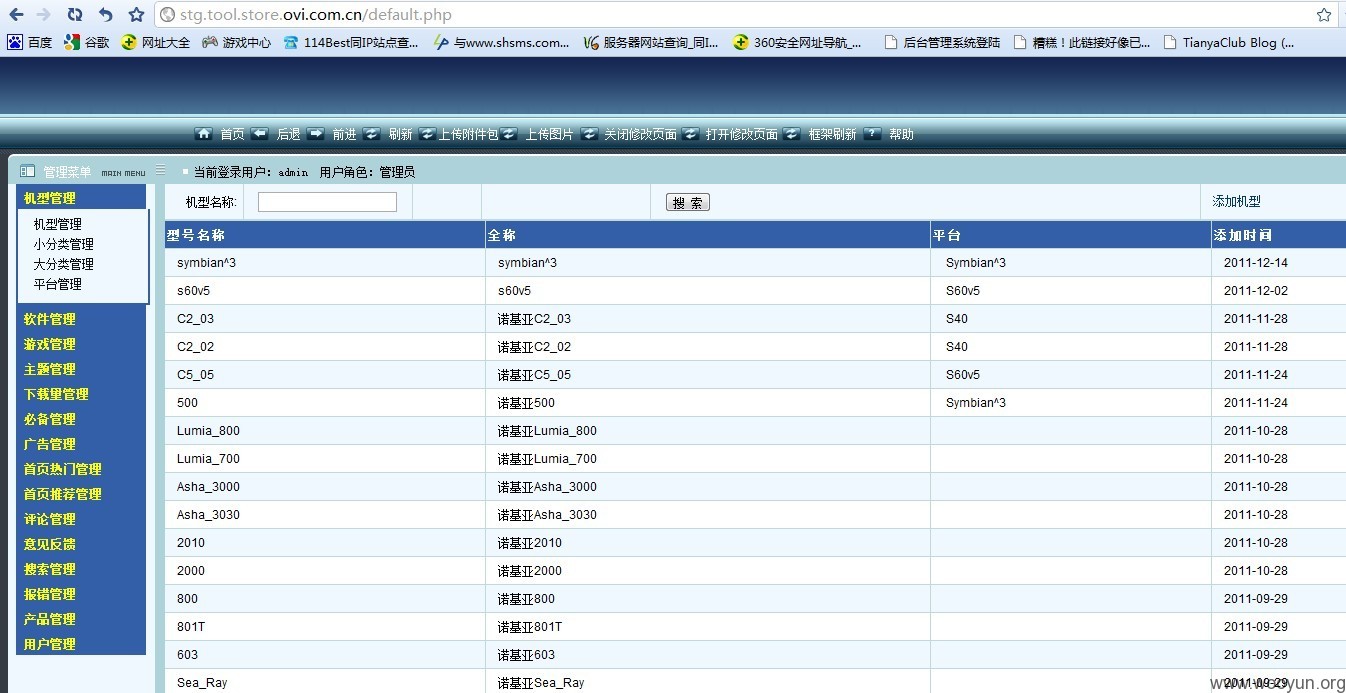 stg.tool.store.ovi.com.cn/default.php
百度 谷歌 网址大全 游戏中心 114Best同IP站点查... 与www.shsms.com... 服务器网站查询_同I... 360安全网址导航_... 后台管理系统登陆 糟糕！此链接好像已... TianyaClub Blog (...
首页 后退 前进 刷新 上传附件包 上传图片 关闭修改页面 打开修改页面 框架刷新 帮助
管理菜单 MAIN MENU 当前登录用户：admin 用户角色：管理员
机型管理
机型管理
小分类管理
大分类管理
平台管理
软件管理
游戏管理
主题管理
下载量管理
必备管理
广告管理
首页热门管理
首页推荐管理
评论管理
意见反馈
搜索管理
报错管理
产品管理
用户管理
机型名称: 搜 索 添加机型
型号名称 全称 平台 添加时间
symbian^3 symbian^3 Symbian^3 2011-12-14
s60v5 s60v5 S60v5 2011-12-02
C2_03 诺基亚C2_03 S40 2011-11-28
C2_02 诺基亚C2_02 S40 2011-11-28
C5_05 诺基亚C5_05 S60v5 2011-11-24
500 诺基亚500 Symbian^3 2011-11-24
Lumia_800 诺基亚Lumia_800 2011-10-28
Lumia_700 诺基亚Lumia_700 2011-10-28
Asha_3000 诺基亚Asha_3000 2011-10-28
Asha_3030 诺基亚Asha_3030 2011-10-28
2010 诺基亚2010 2011-10-28
2000 诺基亚2000 2011-10-28
800 诺基亚800 2011-09-29
801T 诺基亚801T 2011-09-29
603 诺基亚603 2011-09-29
Sea_Ray 诺基亚Sea_Ray 2011-09-29